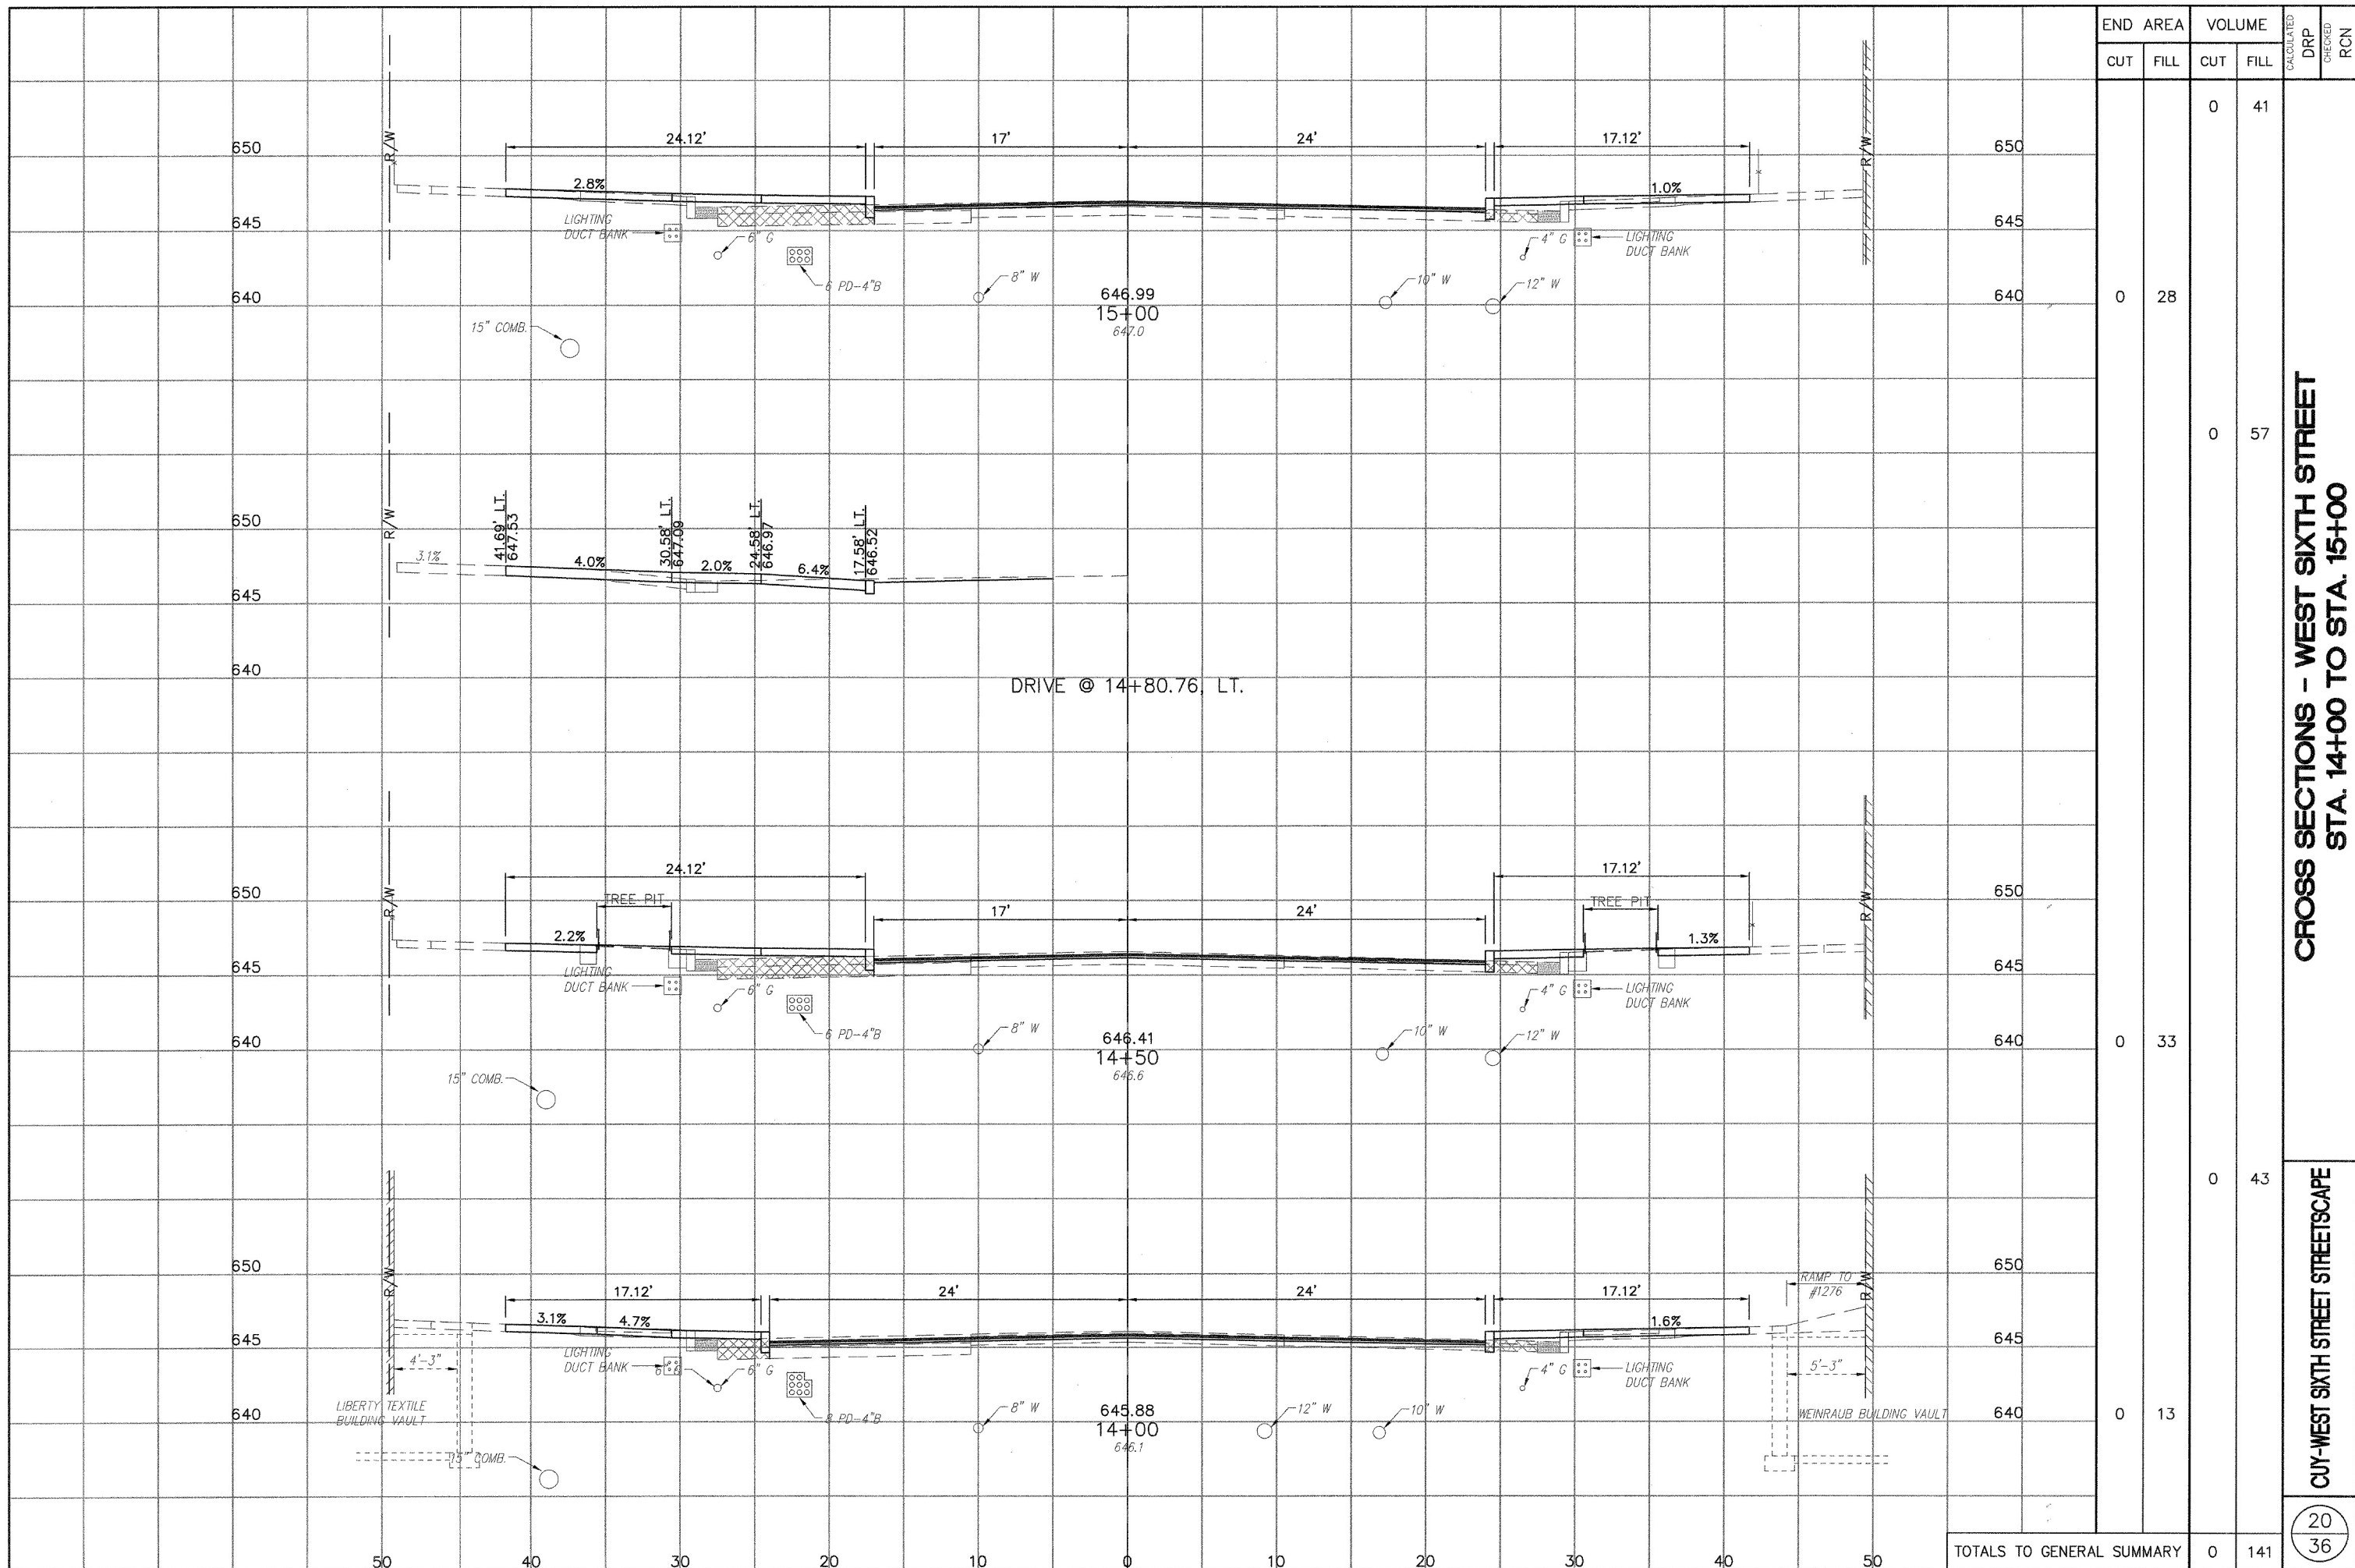 END AREA VOLUME
CUT FILL CUT FILL
CALCULATED
DRP
CHECKED
RCN
0 41
R/W
24.12'
17'
24'
17.12'
R/W
650
650
2.8%
1.0%
645
645
LIGHTING
DUCT BANK
6" G
6 PD-4"B
8" W
4" G
LIGHTING
DUCT BANK
10" W
12" W
640
646.99
15+00
647.0
640
0 28
15" COMB.
0 57
R/W
650
650
41.69' LT.
647.53
30.58' LT.
647.09
24.58' LT.
646.97
17.58' LT.
646.52
3.1%
4.0%
2.0%
6.4%
645
645
640
640
DRIVE @ 14+80.76, LT.
R/W
24.12'
17.12'
R/W
650
650
TREE PIT
17'
24'
TREE PIT
2.2%
1.3%
645
645
LIGHTING
DUCT BANK
6" G
6 PD-4"B
8" W
4" G
LIGHTING
DUCT BANK
10" W
12" W
640
646.41
14+50
646.6
640
0 33
15" COMB.
0 43
R/W
650
650
RAMP TO
#1276
R/W
17.12'
24'
24'
17.12'
3.1%
4.7%
1.6%
645
645
4'-3"
LIGHTING
DUCT BANK
6" G
6" G
8 PD-4"B
8" W
4" G
LIGHTING
DUCT BANK
5'-3"
12" W
10" W
LIBERTY TEXTILE
BUILDING VAULT
640
645.88
14+00
646.1
WEINRAUB BUILDING VAULT
640
0 13
15" COMB.
50 40 30 20 10 0 10 20 30 40 50
TOTALS TO GENERAL SUMMARY 0 141
CROSS SECTIONS - WEST SIXTH STREET
STA. 14+00 TO STA. 15+00
CUY-WEST SIXTH STREET STREETSCAPE
20
36